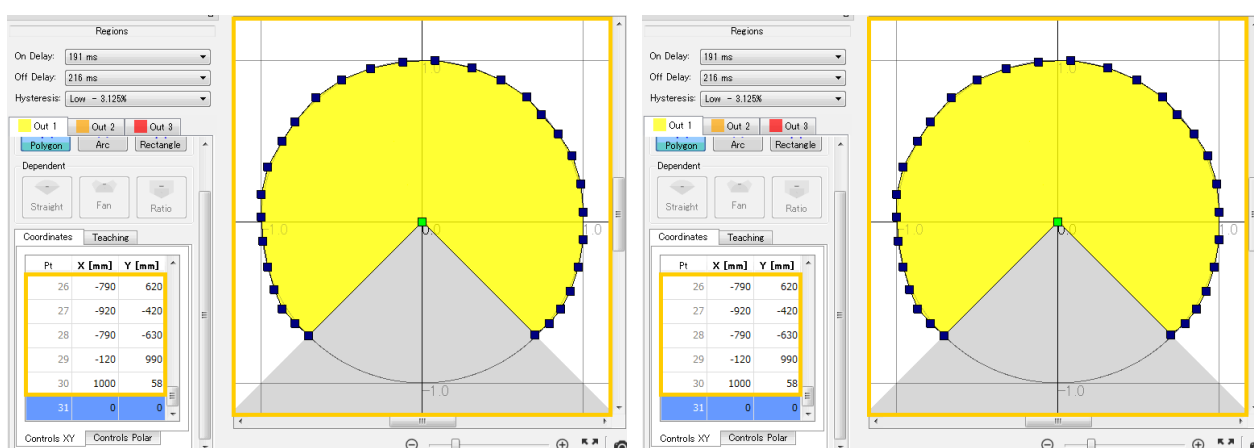 Regions
On Delay: 191 ms
Off Delay: 216 ms
Hysteresis: Low - 3.125%
Out 1 Out 2 Out 3
Polygon Arc Rectangle
Dependent
Straight Fan Ratio
Coordinates Teaching
Pt X [mm] Y [mm]
26 -790 620
27 -920 -420
28 -790 -630
29 -120 990
30 1000 58
31 0 0
Controls XY Controls Polar
1.0
-1.0 0.0 1.0
-1.0
Regions
On Delay: 191 ms
Off Delay: 216 ms
Hysteresis: Low - 3.125%
Out 1 Out 2 Out 3
Polygon Arc Rectangle
Dependent
Straight Fan Ratio
Coordinates Teaching
Pt X [mm] Y [mm]
26 -790 620
27 -920 -420
28 -790 -630
29 -120 990
30 1000 58
31 0 0
Controls XY Controls Polar
1.0
-1.0 0.0 1.0
-1.0